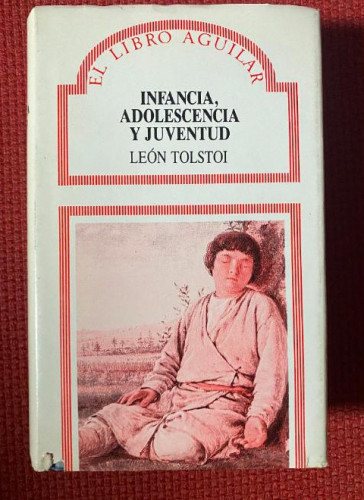 EL LIBRO AGUILAR
INFANCIA,
ADOLESCENCIA
Y JUVENTUD
LEÓN TOLSTOI